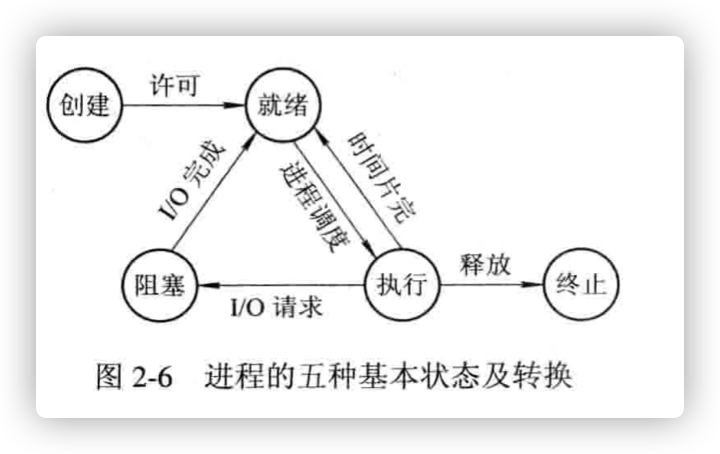 创建
许可
就绪
I/O 完成
进程调度
时间片完
阻塞
I/O 请求
执行
释放
终止
图 2-6 进程的五种基本状态及转换